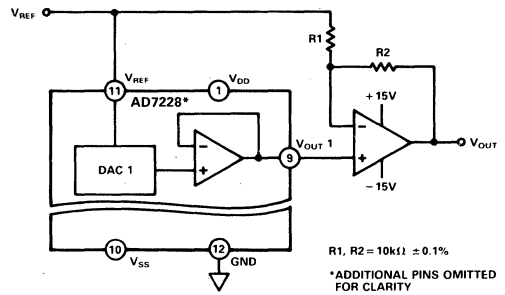 VREF
R1
R2
VREF
11
AD7228*
1
VDD
+15V
−
+
DAC 1
−
+
VOUT 1
9
VOUT
−15V
10
VSS
12
GND
R1, R2 = 10kΩ ±0.1%
*ADDITIONAL PINS OMITTED
FOR CLARITY